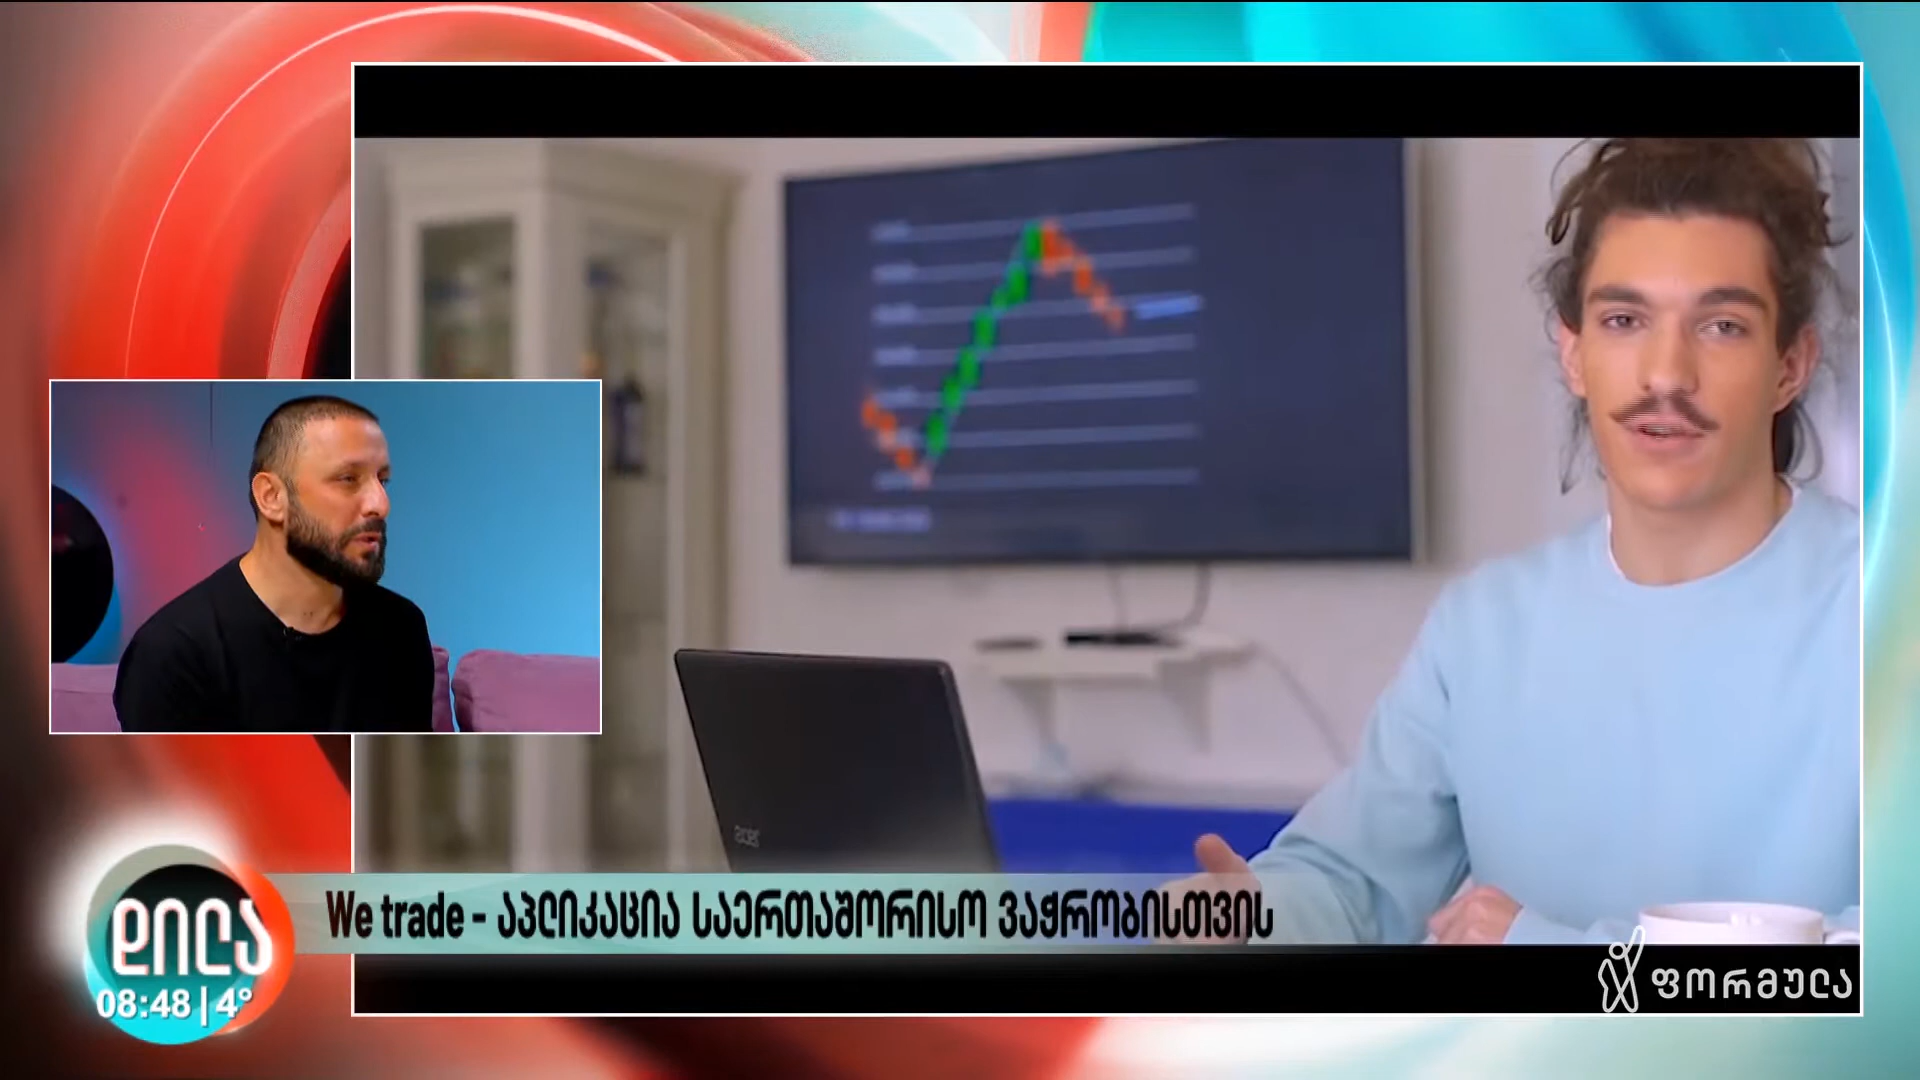 acer
We trade - აპლიკაცია საერთაშორისო ვაჭრობისთვის
დილა
08:48 | 4°
ფორმულა